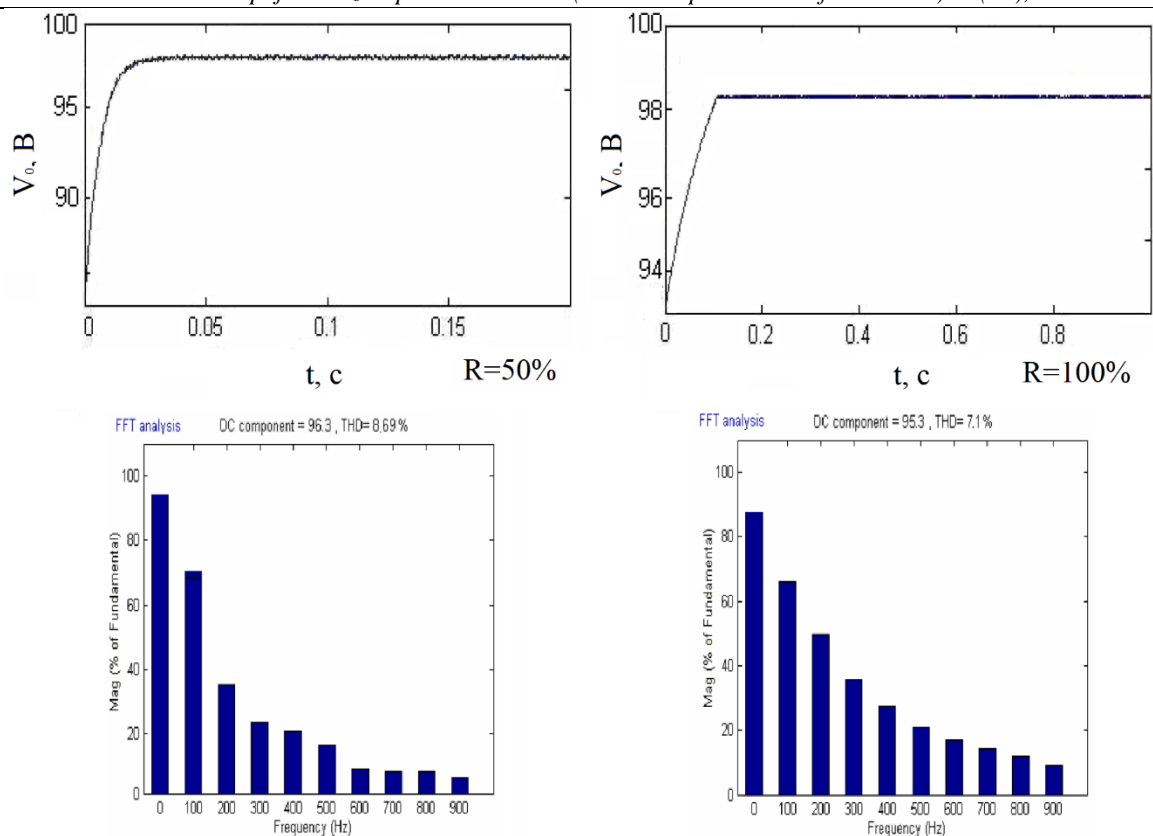 100
95
90
V₀, B
0
0.05
0.1
0.15
t, c
R=50%
100
98
96
94
V₀, B
0
0.2
0.4
0.6
0.8
t, c
R=100%
FFT analysis
DC component = 96.3 , THD= 8,69 %
100
80
60
40
20
0
Mag (% of Fundamental)
0 100 200 300 400 500 600 700 800 900
Frequency (Hz)
FFT analysis
DC component = 95.3 , THD= 7.1 %
100
80
60
40
20
0
Mag (% of Fundamental)
0 100 200 300 400 500 600 700 800 900
Frequency (Hz)